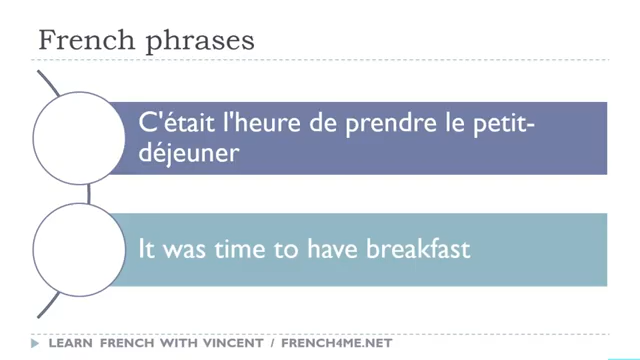 French phrases
C'était l'heure de prendre le petit-
déjeuner
It was time to have breakfast
LEARN FRENCH WITH VINCENT / FRENCH4ME.NET